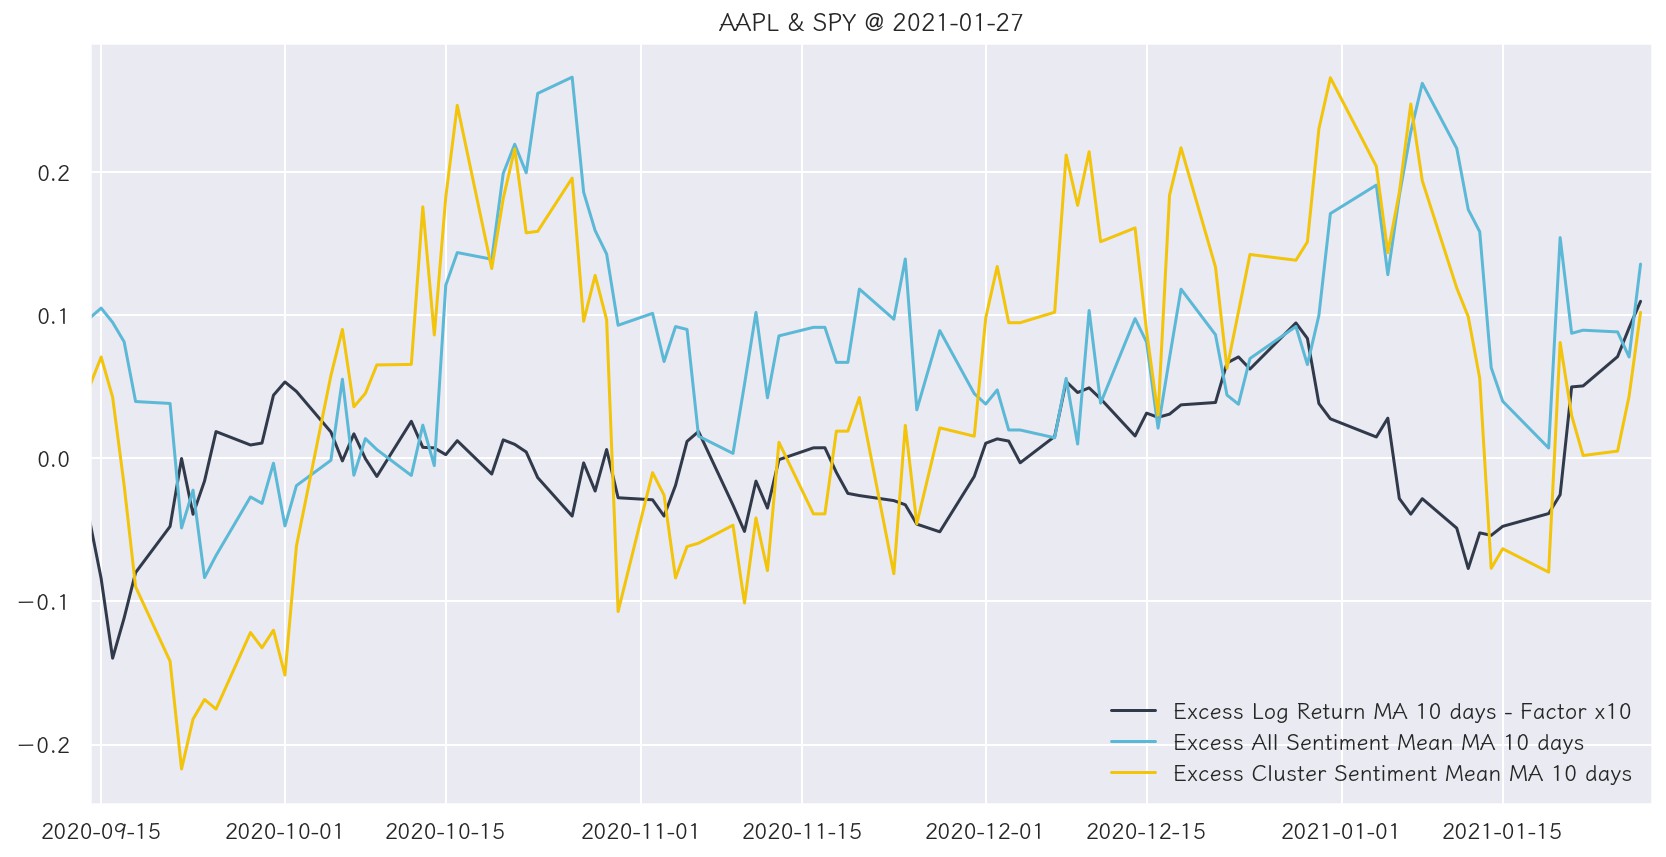 AAPL & SPY @ 2021-01-27
0.2
0.1
0.0
−0.1
−0.2
Excess Log Return MA 10 days - Factor x10
Excess All Sentiment Mean MA 10 days
Excess Cluster Sentiment Mean MA 10 days
2020-09-15 2020-10-01 2020-10-15 2020-11-01 2020-11-15 2020-12-01 2020-12-15 2021-01-01 2021-01-15